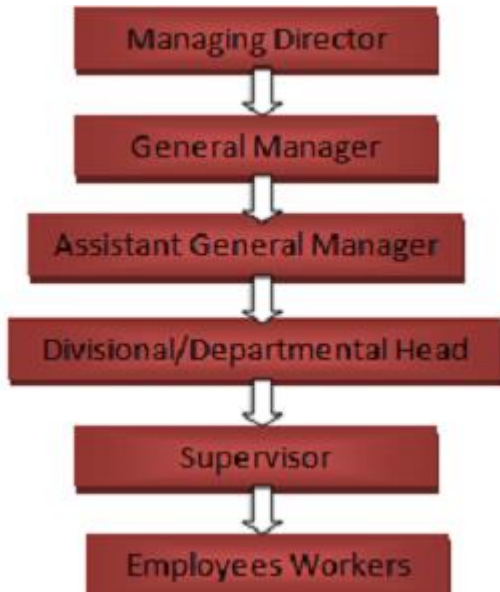 Managing Director
General Manager
Assistant General Manager
Divisional/Departmental Head
Supervisor
Employees Workers